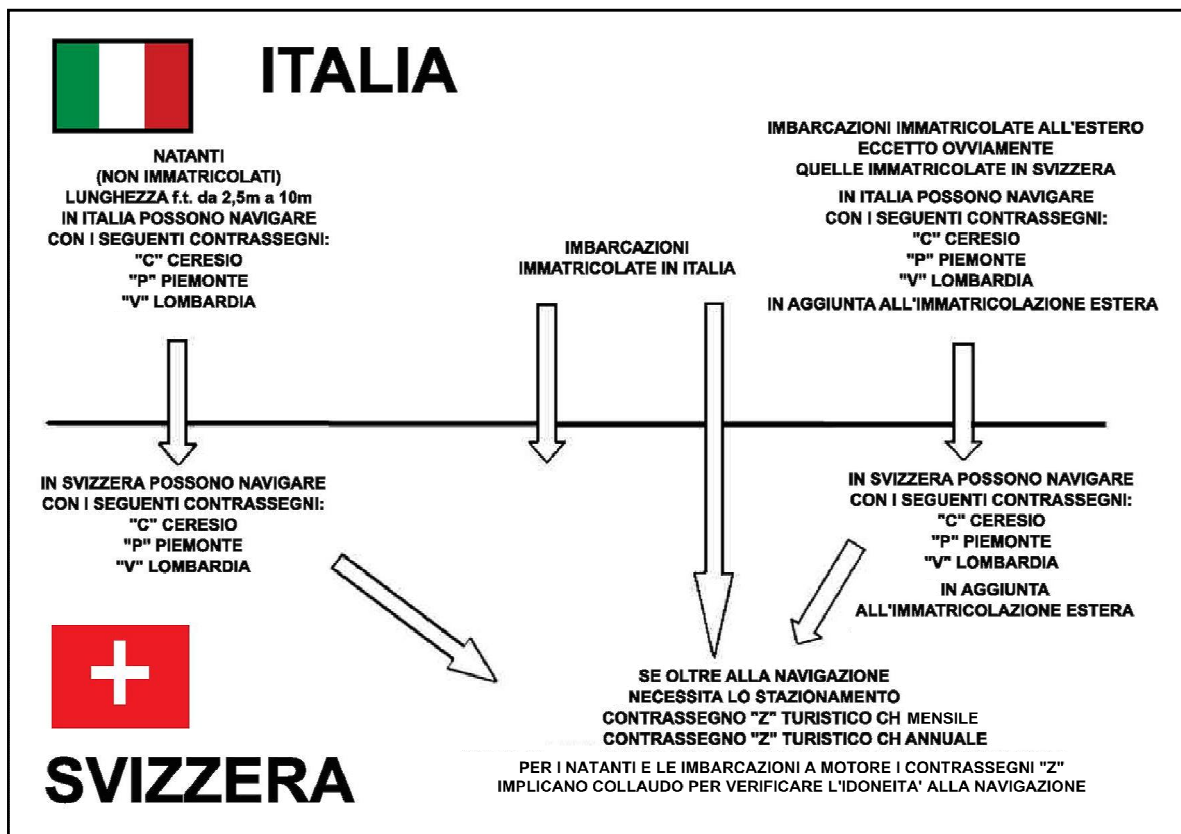 ITALIA
NATANTI
(NON IMMATRICOLATI)
LUNGHEZZA f.t. da 2,5m a 10m
IN ITALIA POSSONO NAVIGARE
CON I SEGUENTI CONTRASSEGNI:
"C" CERESIO
"P" PIEMONTE
"V" LOMBARDIA
IMBARCAZIONI
IMMATRICOLATE IN ITALIA
IMBARCAZIONI IMMATRICOLATE ALL'ESTERO
ECCETTO OVVIAMENTE
QUELLE IMMATRICOLATE IN SVIZZERA
IN ITALIA POSSONO NAVIGARE
CON I SEGUENTI CONTRASSEGNI:
"C" CERESIO
"P" PIEMONTE
"V" LOMBARDIA
IN AGGIUNTA ALL'IMMATRICOLAZIONE ESTERA
IN SVIZZERA POSSONO NAVIGARE
CON I SEGUENTI CONTRASSEGNI:
"C" CERESIO
"P" PIEMONTE
"V" LOMBARDIA
IN SVIZZERA POSSONO NAVIGARE
CON I SEGUENTI CONTRASSEGNI:
"C" CERESIO
"P" PIEMONTE
"V" LOMBARDIA
IN AGGIUNTA
ALL'IMMATRICOLAZIONE ESTERA
SE OLTRE ALLA NAVIGAZIONE
NECESSITA LO STAZIONAMENTO
CONTRASSEGNO "Z" TURISTICO CH MENSILE
CONTRASSEGNO "Z" TURISTICO CH ANNUALE
PER I NATANTI E LE IMBARCAZIONI A MOTORE I CONTRASSEGNI "Z"
IMPLICANO COLLAUDO PER VERIFICARE L'IDONEITA' ALLA NAVIGAZIONE
SVIZZERA